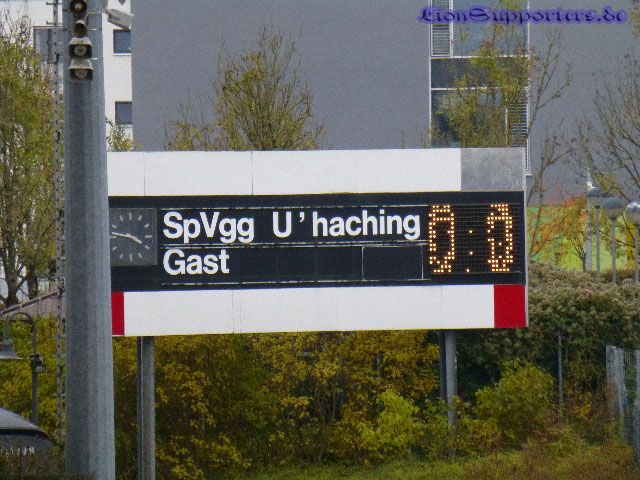 LionSupporters.de
SpVgg U'haching
0:0
Gast